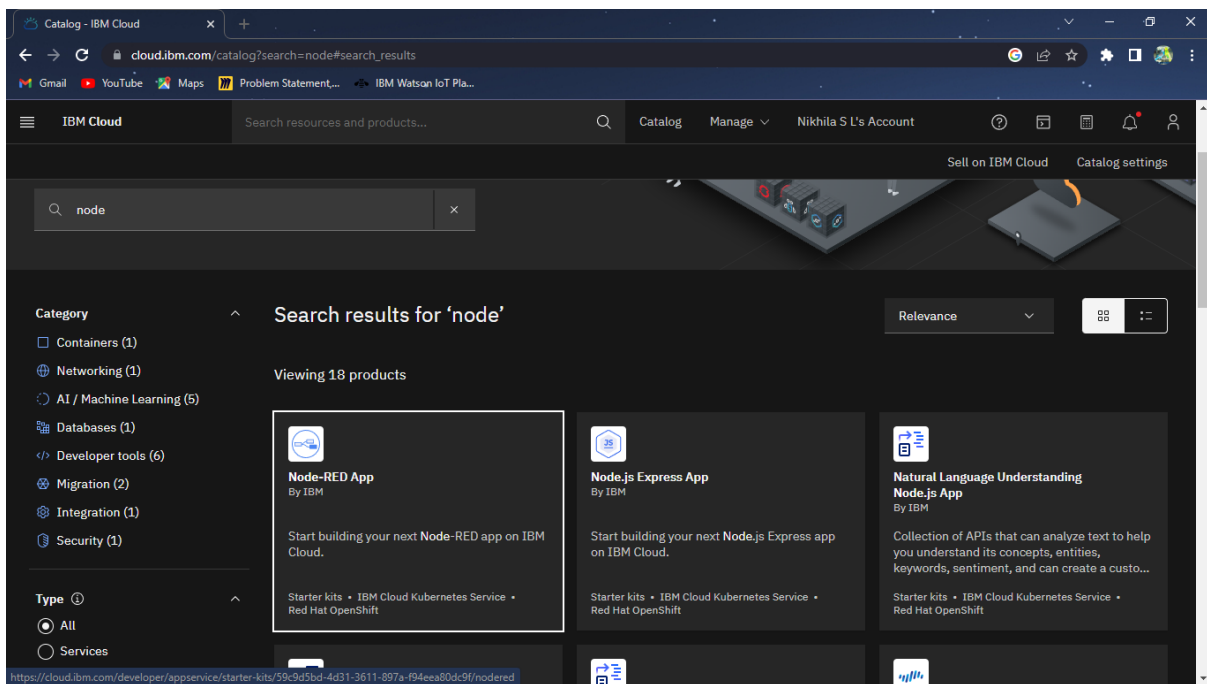 Catalog - IBM Cloud
cloud.ibm.com/catalog?search=node#search_results
Gmail YouTube Maps Problem Statement,... IBM Watson IoT Pla...
IBM Cloud Search resources and products... Catalog Manage Nikhila S L's Account
Sell on IBM Cloud Catalog settings
node
Category
Containers (1)
Networking (1)
AI / Machine Learning (5)
Databases (1)
Developer tools (6)
Migration (2)
Integration (1)
Security (1)
Type
All
Services
Search results for ‘node’
Relevance
Viewing 18 products
Node-RED App
By IBM
Start building your next Node-RED app on IBM
Cloud.
Starter kits • IBM Cloud Kubernetes Service •
Red Hat OpenShift
JS
Node.js Express App
By IBM
Start building your next Node.js Express app
on IBM Cloud.
Starter kits • IBM Cloud Kubernetes Service •
Red Hat OpenShift
Natural Language Understanding
Node.js App
By IBM
Collection of APIs that can analyze text to help
you understand its concepts, entities,
keywords, sentiment, and can create a custo...
Starter kits • IBM Cloud Kubernetes Service •
Red Hat OpenShift
https://cloud.ibm.com/developer/appservice/starter-kits/59c9d5bd-4d31-3611-897a-f94eea80dc9f/nodered